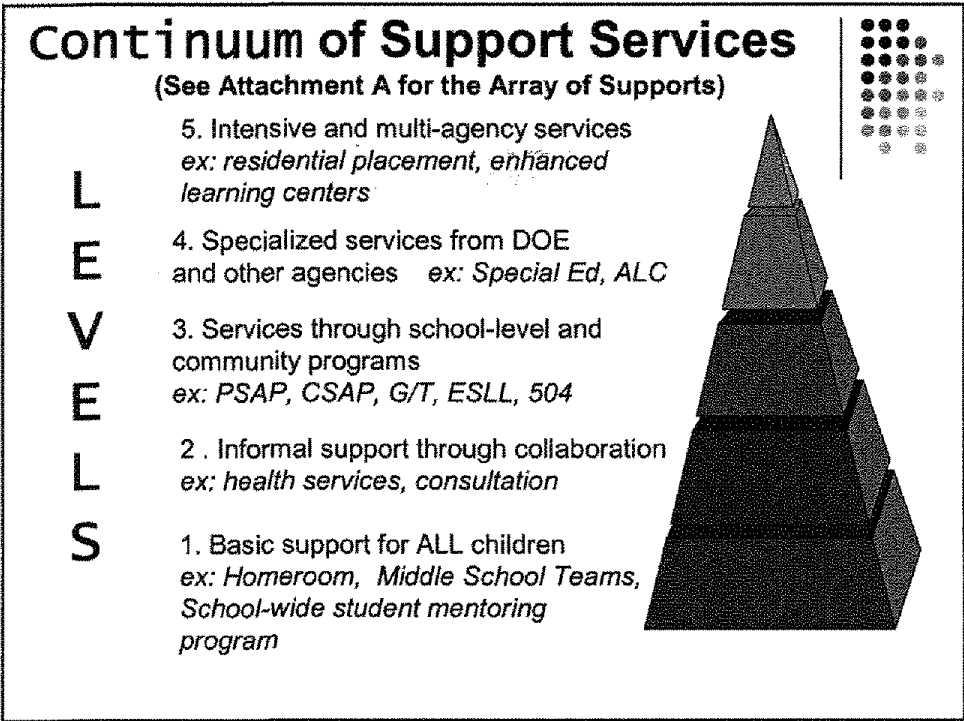 Continuum of Support Services
(See Attachment A for the Array of Supports)
LEVELS
5. Intensive and multi-agency services
ex: residential placement, enhanced
learning centers
4. Specialized services from DOE
and other agencies ex: Special Ed, ALC
3. Services through school-level and
community programs
ex: PSAP, CSAP, G/T, ESLL, 504
2 . Informal support through collaboration
ex: health services, consultation
1. Basic support for ALL children
ex: Homeroom, Middle School Teams,
School-wide student mentoring
program